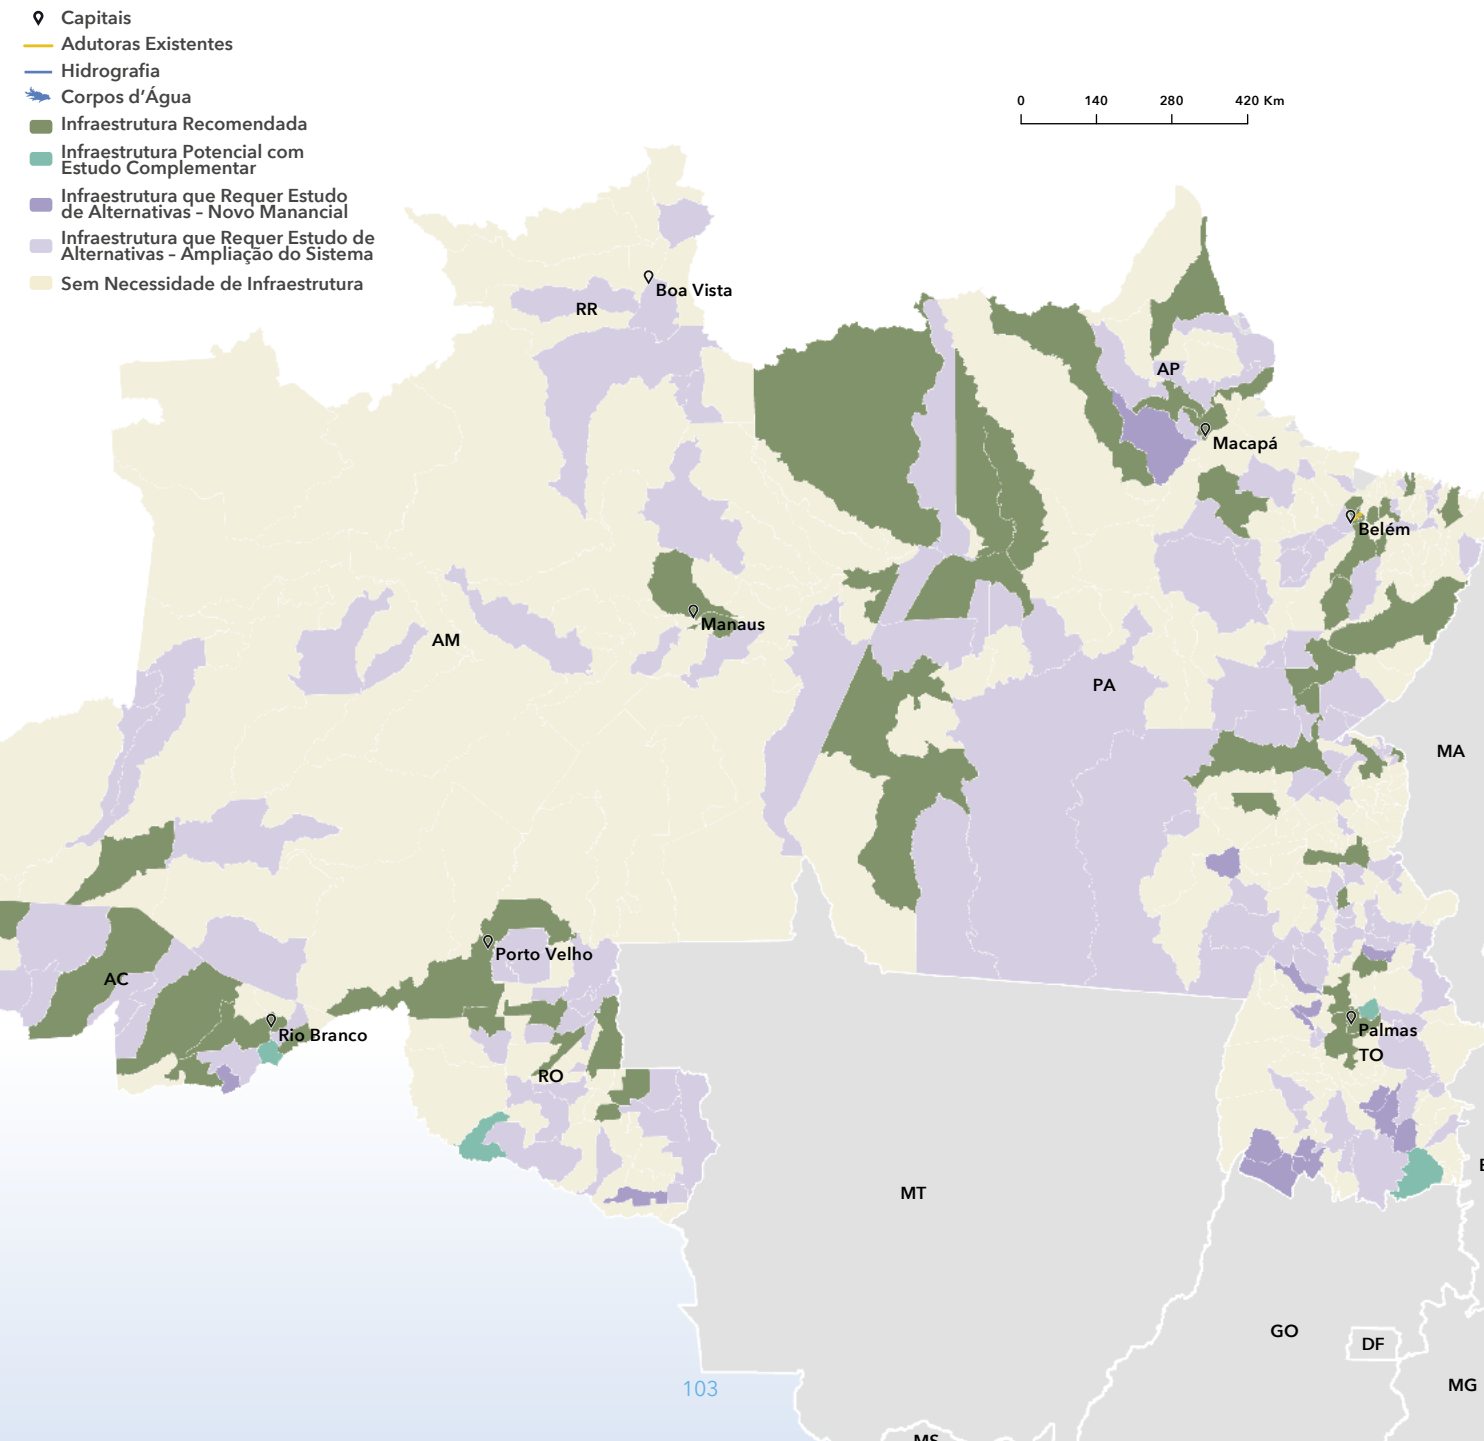 Capitais
Adutoras Existentes
Hidrografia
Corpos d'Água
Infraestrutura Recomendada
Infraestrutura Potencial com
Estudo Complementar
Infraestrutura que Requer Estudo
de Alternativas – Novo Manancial
Infraestrutura que Requer Estudo de
Alternativas – Ampliação do Sistema
Sem Necessidade de Infraestrutura
0 140 280 420 Km
Boa Vista
RR
AP
Macapá
Belém
Manaus
AM
PA
MA
Porto Velho
AC
Rio Branco
Palmas
TO
RO
MT
GO
DF
MG
103
MS